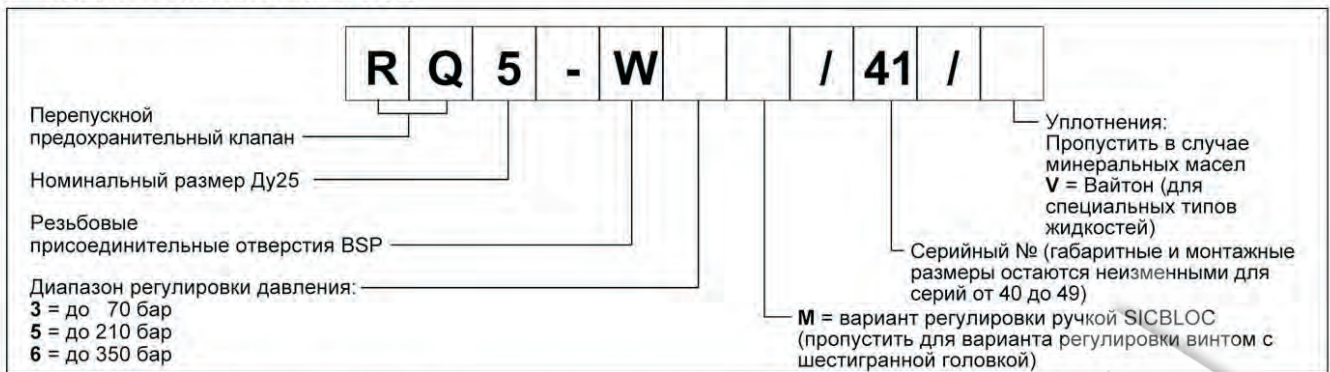 R Q 5 - W / 41 /
Перепускной
предохранительный клапан
Номинальный размер Ду25
Резьбовые
присоединительные отверстия BSP
Диапазон регулировки давления:
3 = до 70 бар
5 = до 210 бар
6 = до 350 бар
Уплотнения:
Пропустить в случае
минеральных масел
V = Вайтон (для
специальных типов
жидкостей)
Серийный № (габаритные и монтажные
размеры остаются неизменными для
серий от 40 до 49)
M = вариант регулировки ручкой SICBLOC
(пропустить для варианта регулировки винтом с
шестигранной головкой)